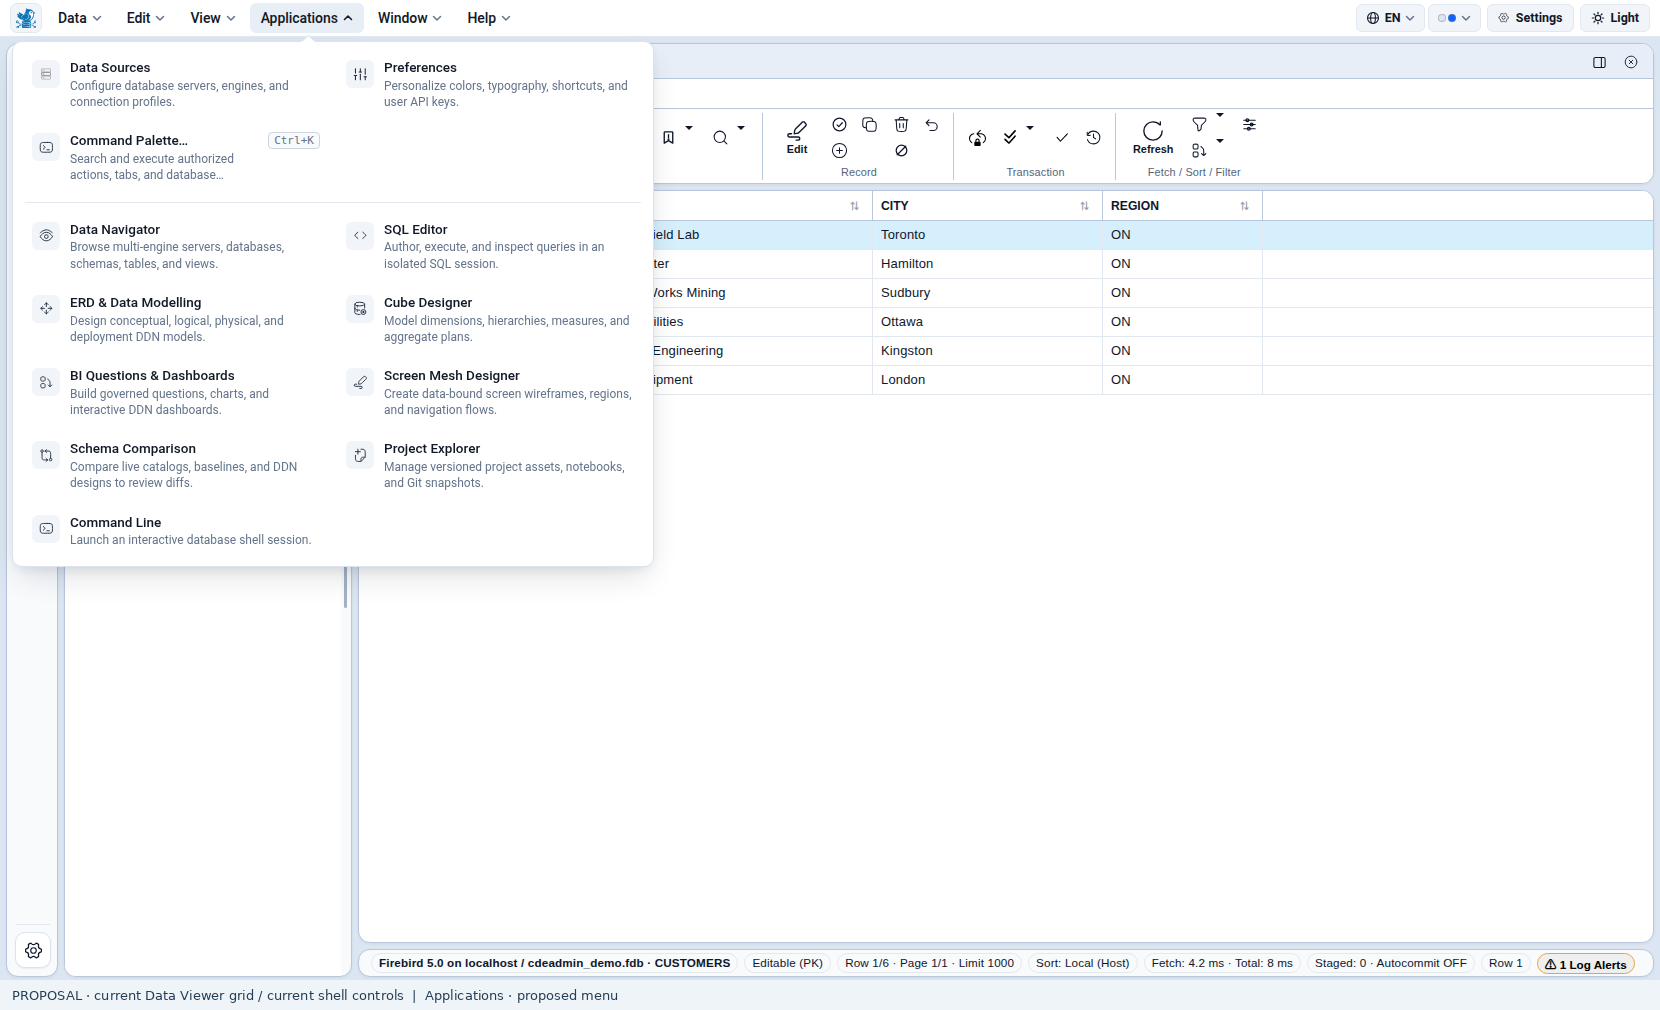 Data Edit View Applications Window Help EN Settings Light
Data Sources
Configure database servers, engines, and
connection profiles.
Preferences
Personalize colors, typography, shortcuts, and
user API keys.
Command Palette... Ctrl+K
Search and execute authorized
actions, tabs, and database...
Data Navigator
Browse multi-engine servers, databases,
schemas, tables, and views.
SQL Editor
Author, execute, and inspect queries in an
isolated SQL session.
ERD & Data Modelling
Design conceptual, logical, physical, and
deployment DDN models.
Cube Designer
Model dimensions, hierarchies, measures, and
aggregate plans.
BI Questions & Dashboards
Build governed questions, charts, and
interactive DDN dashboards.
Screen Mesh Designer
Create data-bound screen wireframes, regions,
and navigation flows.
Schema Comparison
Compare live catalogs, baselines, and DDN
designs to review diffs.
Project Explorer
Manage versioned project assets, notebooks,
and Git snapshots.
Command Line
Launch an interactive database shell session.
Edit Refresh
Record Transaction Fetch / Sort / Filter
CITY REGION
ield Lab Toronto ON
ter Hamilton ON
Works Mining Sudbury ON
ilities Ottawa ON
Engineering Kingston ON
ipment London ON
Firebird 5.0 on localhost / cdeadmin_demo.fdb · CUSTOMERS Editable (PK) Row 1/6 · Page 1/1 · Limit 1000 Sort: Local (Host) Fetch: 4.2 ms · Total: 8 ms Staged: 0 · Autocommit OFF Row 1 1 Log Alerts
PROPOSAL · current Data Viewer grid / current shell controls | Applications · proposed menu